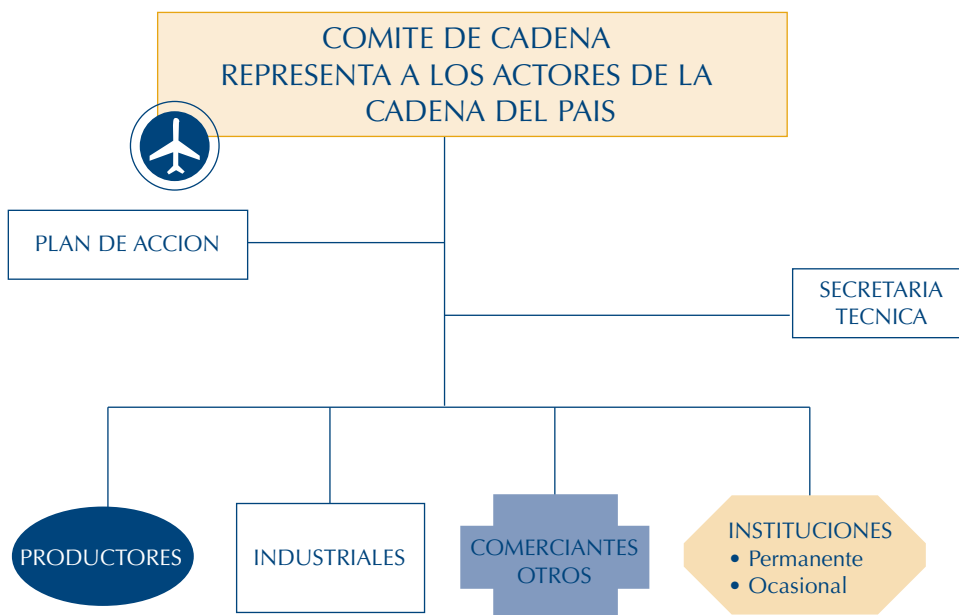 COMITE DE CADENA
REPRESENTA A LOS ACTORES DE LA
CADENA DEL PAIS
PLAN DE ACCION
SECRETARIA
TECNICA
PRODUCTORES
INDUSTRIALES
COMERCIANTES
OTROS
INSTITUCIONES
• Permanente
• Ocasional